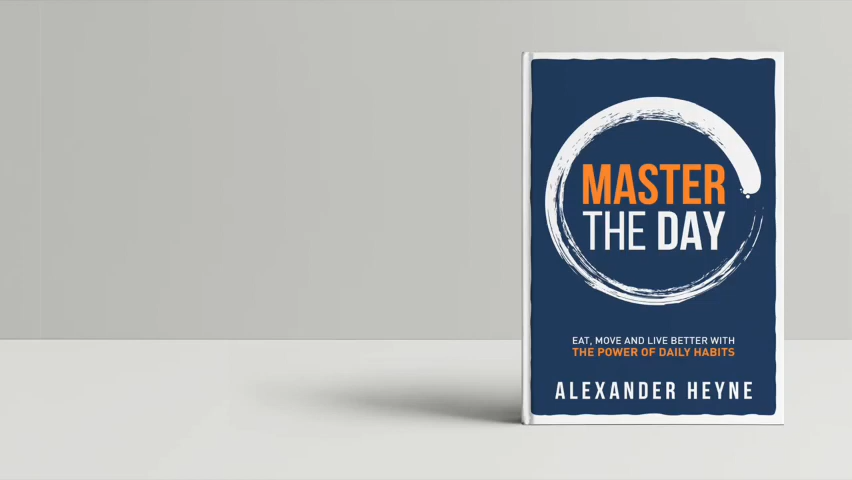 MASTER
THE DAY
EAT, MOVE AND LIVE BETTER WITH
THE POWER OF DAILY HABITS
ALEXANDER HEYNE